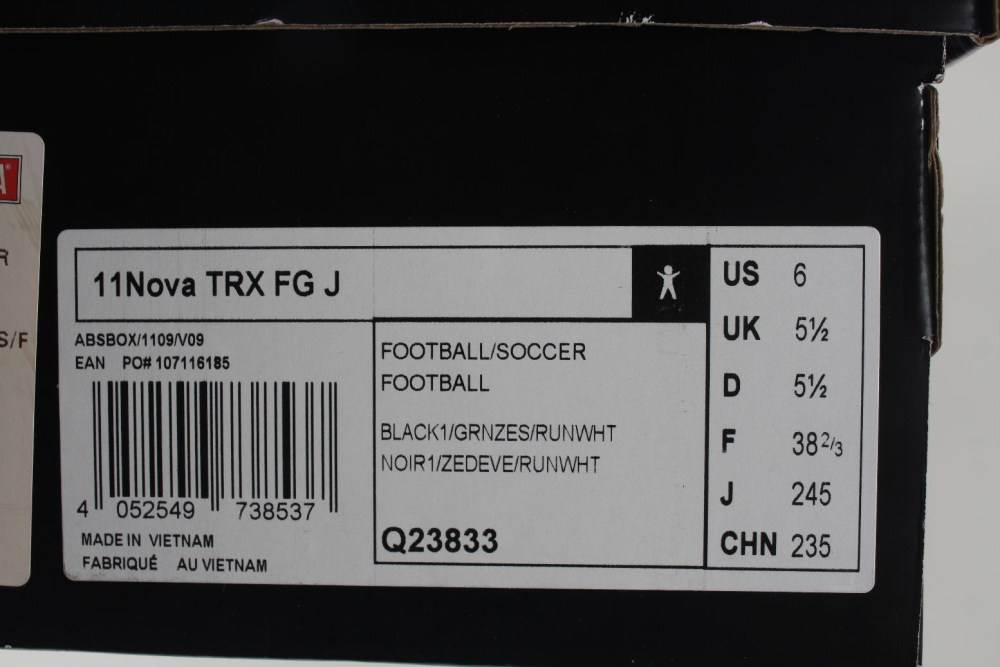 A
R
S/F
11Nova TRX FG J
ABSBOX/1109/V09
EAN PO# 107116185
4 052549 738537
MADE IN VIETNAM
FABRIQUÉ AU VIETNAM
FOOTBALL/SOCCER
FOOTBALL
BLACK1/GRNZES/RUNWHT
NOIR1/ZEDEVE/RUNWHT
Q23833
US 6
UK 5½
D 5½
F 38 2/3
J 245
CHN 235